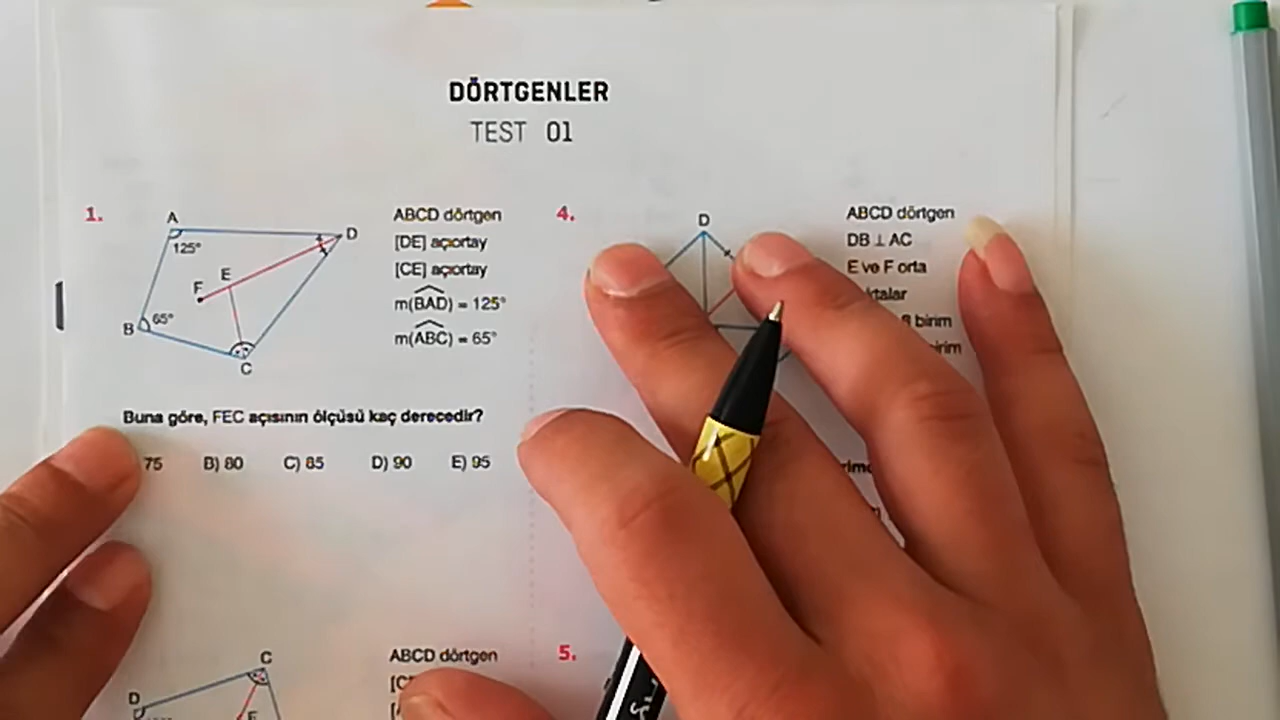 DÖRTGENLER
TEST 01
1.
A
125°
D
E
F
B
65°
C
ABCD dörtgen
[DE] açıortay
[CE] açıortay
m(BAD) = 125°
m(ABC) = 65°
Buna göre, FEC açısının ölçüsü kaç derecedir?
75 B) 80 C) 85 D) 90 E) 95
C
D
E
ABCD dörtgen
4.
D
ABCD dörtgen
DB ⊥ AC
E ve F orta
birim
5.